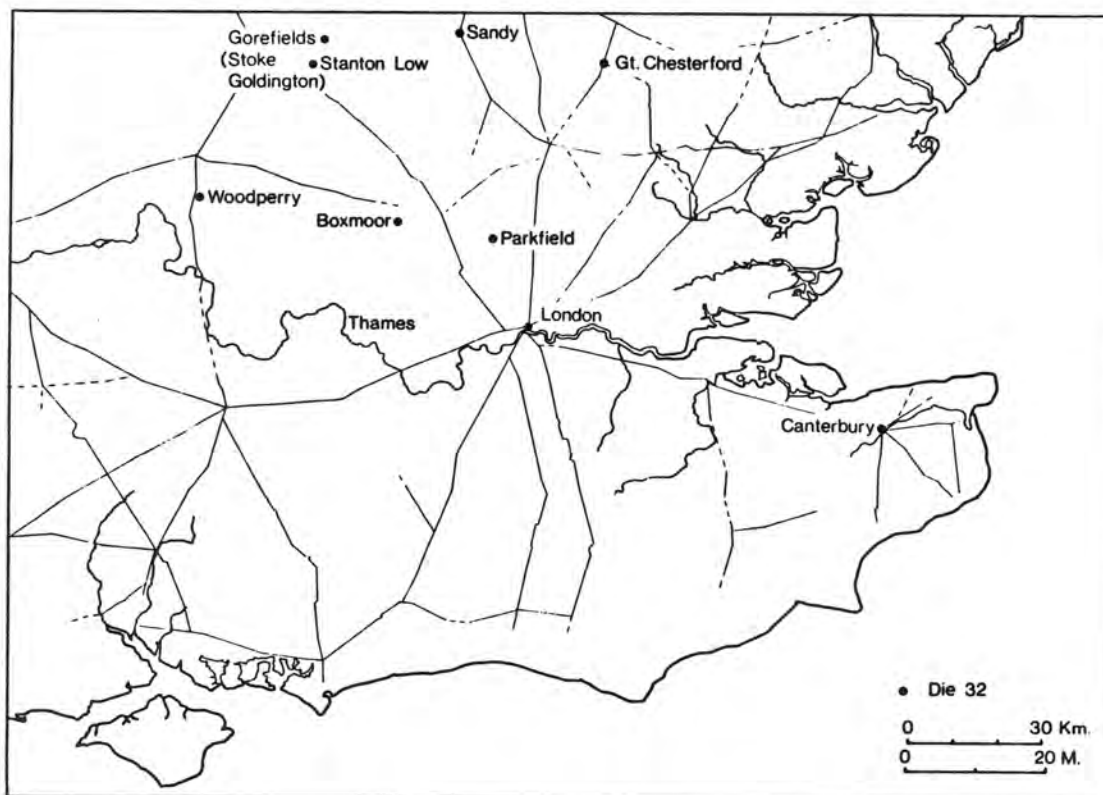 Gorefields
(Stoke
Goldington)
Stanton Low
Sandy
Gt. Chesterford
Woodperry
Boxmoor
Parkfield
Thames
London
Canterbury
Die 32
0 30 Km.
0 20 M.